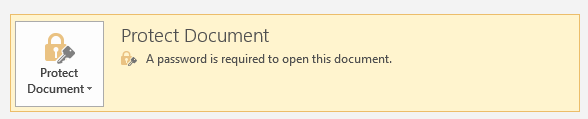 Protect Document
A password is required to open this document.
Protect
Document